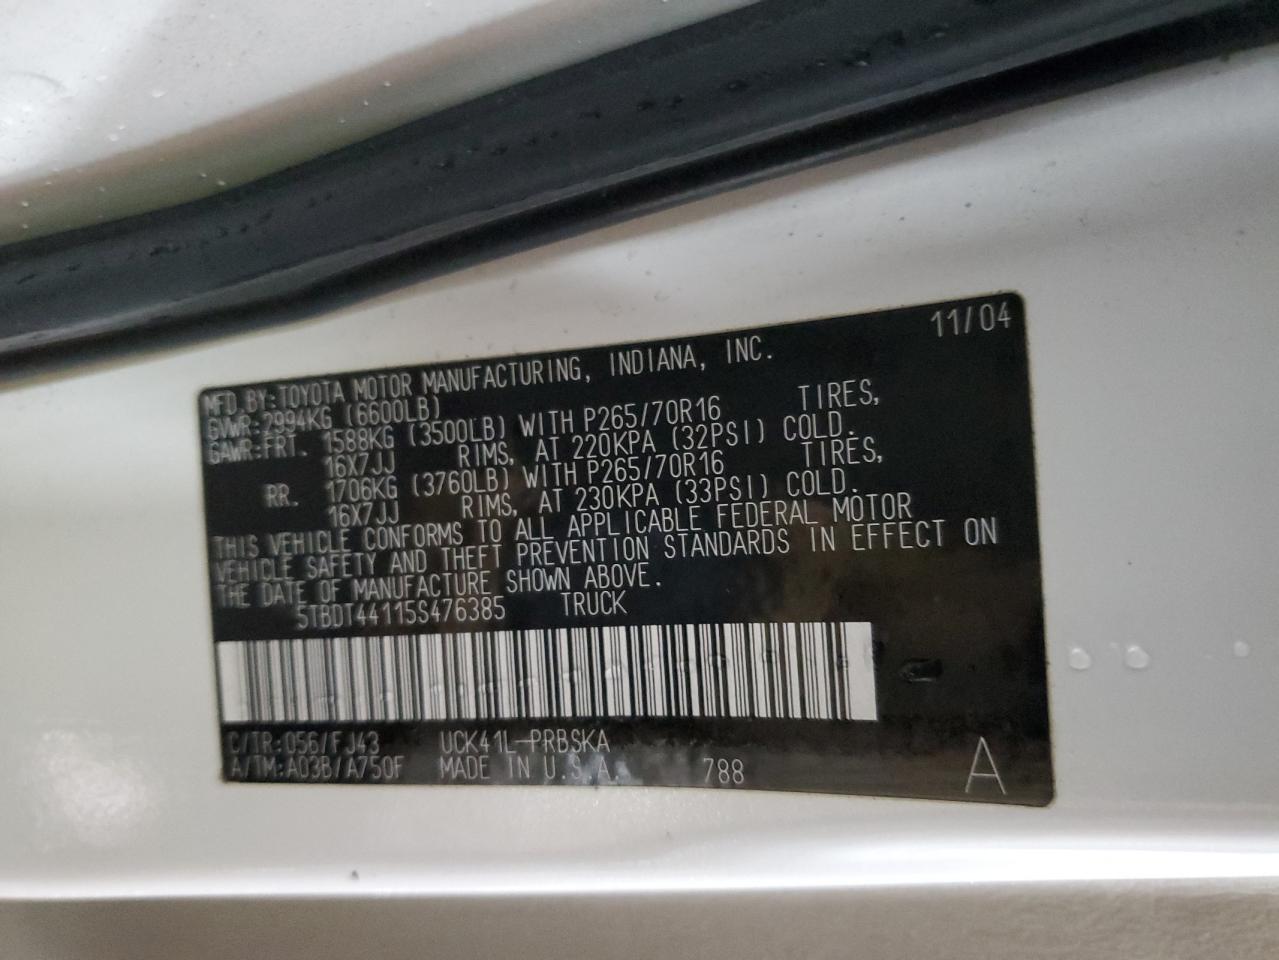 11/04
MFD.BY:TOYOTA MOTOR MANUFACTURING, INDIANA, INC.
GVWR:2994KG (6600LB)
GAWR:FRT. 1588KG (3500LB) WITH P265/70R16 TIRES,
16X7JJ RIMS, AT 220KPA (32PSI) COLD.
RR. 1706KG (3760LB) WITH P265/70R16 TIRES,
16X7JJ RIMS, AT 230KPA (33PSI) COLD.
THIS VEHICLE CONFORMS TO ALL APPLICABLE FEDERAL MOTOR
VEHICLE SAFETY AND THEFT PREVENTION STANDARDS IN EFFECT ON
THE DATE OF MANUFACTURE SHOWN ABOVE.
5TBDT44115S476385 TRUCK
C/TR:056/FJ43 UCK41L-PRBSKA
A/TM:A03B/A750F MADE IN U.S.A. 788 A